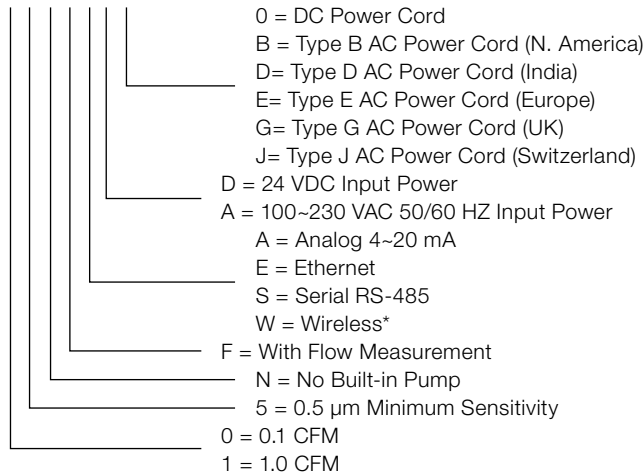 0 = DC Power Cord
B = Type B AC Power Cord (N. America)
D= Type D AC Power Cord (India)
E= Type E AC Power Cord (Europe)
G= Type G AC Power Cord (UK)
J= Type J AC Power Cord (Switzerland)
D = 24 VDC Input Power
A = 100~230 VAC 50/60 HZ Input Power
A = Analog 4~20 mA
E = Ethernet
S = Serial RS-485
W = Wireless*
F = With Flow Measurement
N = No Built-in Pump
5 = 0.5 µm Minimum Sensitivity
0 = 0.1 CFM
1 = 1.0 CFM